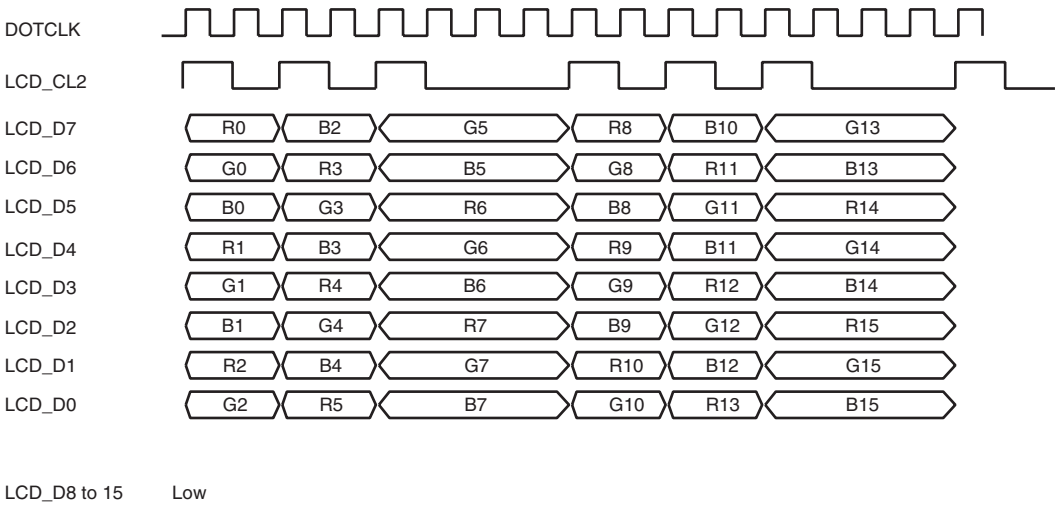 DOTCLK
LCD_CL2
LCD_D7 R0 B2 G5 R8 B10 G13
LCD_D6 G0 R3 B5 G8 R11 B13
LCD_D5 B0 G3 R6 B8 G11 R14
LCD_D4 R1 B3 G6 R9 B11 G14
LCD_D3 G1 R4 B6 G9 R12 B14
LCD_D2 B1 G4 R7 B9 G12 R15
LCD_D1 R2 B4 G7 R10 B12 G15
LCD_D0 G2 R5 B7 G10 R13 B15
LCD_D8 to 15 Low